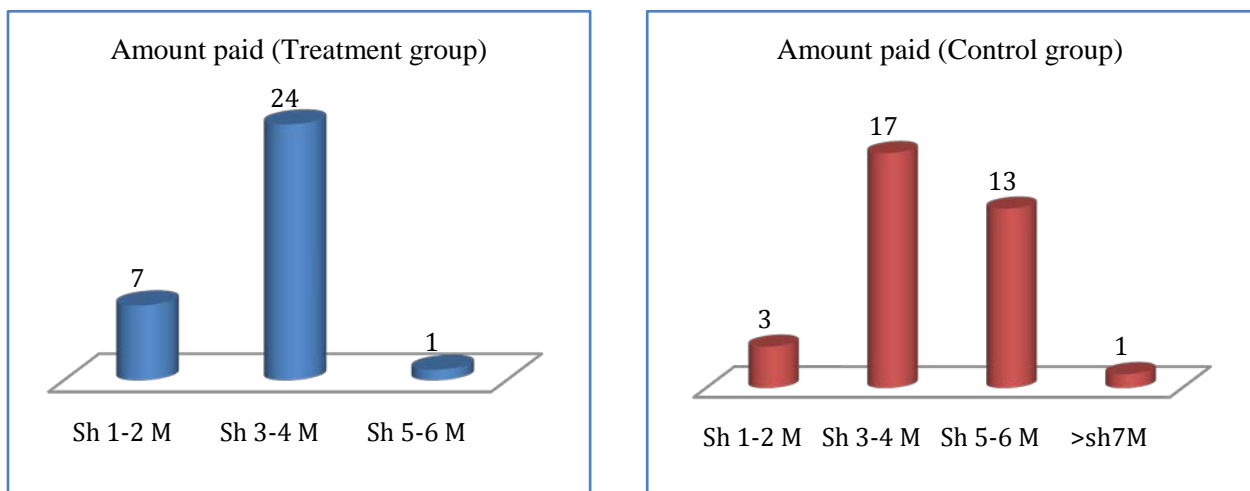 Amount paid (Treatment group)
24
7
1
Sh 1-2 M Sh 3-4 M Sh 5-6 M
Amount paid (Control group)
17
13
3
1
Sh 1-2 M Sh 3-4 M Sh 5-6 M >sh7M